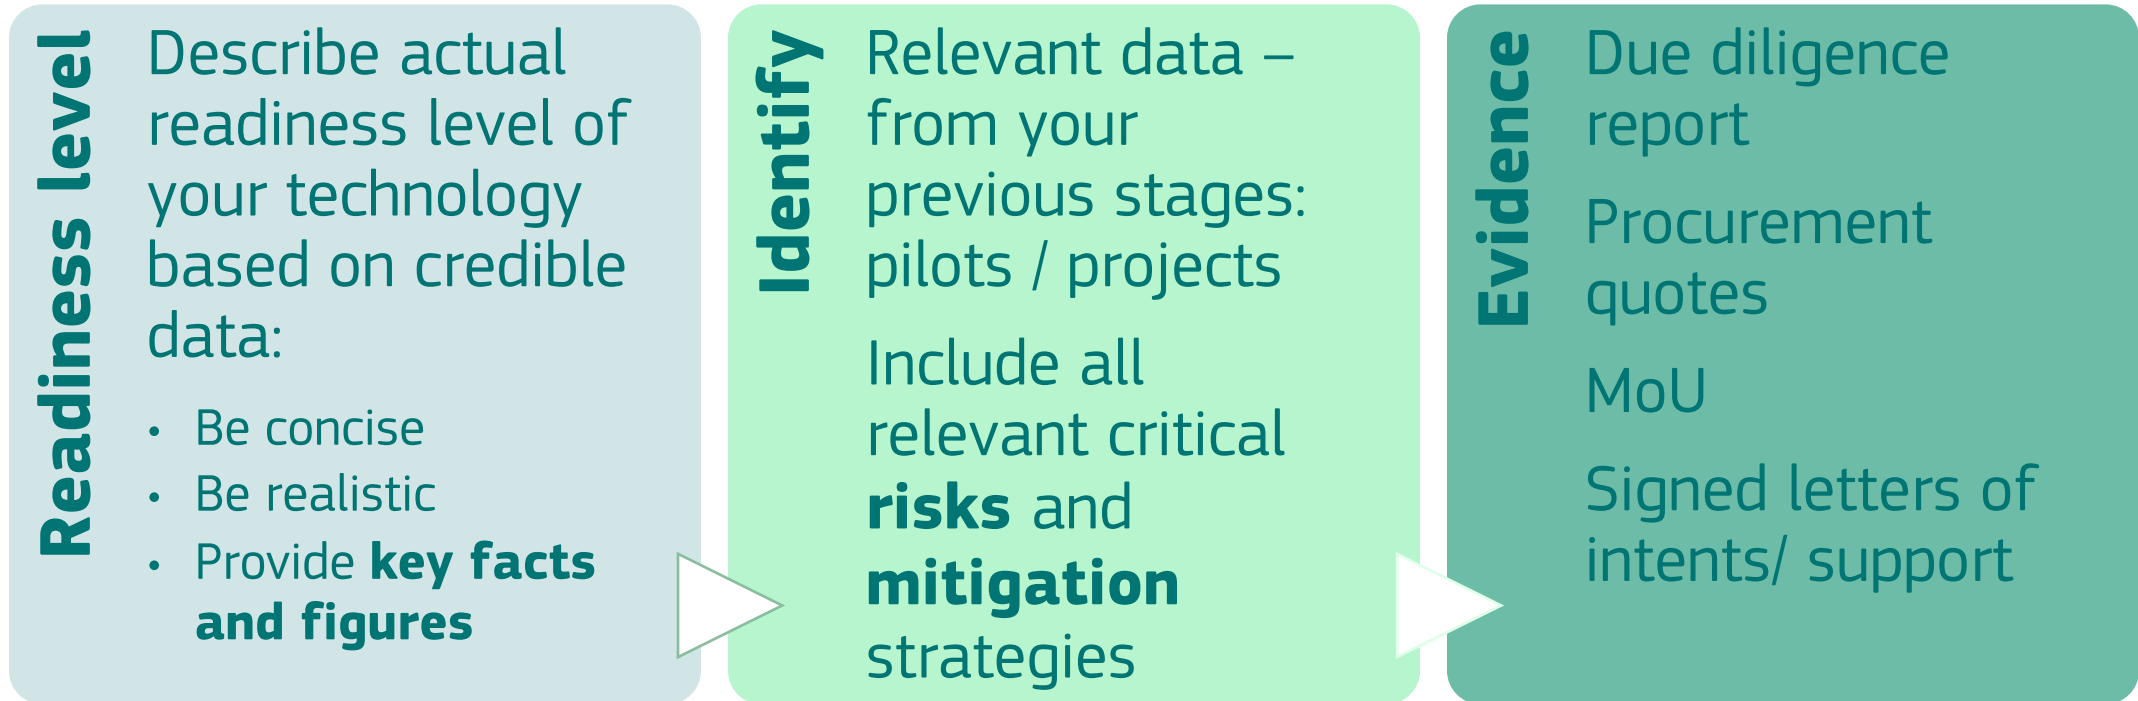 Readiness level
Describe actual
readiness level of
your technology
based on credible
data:
• Be concise
• Be realistic
• Provide key facts
and figures
Identify
Relevant data –
from your
previous stages:
pilots / projects
Include all
relevant critical
risks and
mitigation
strategies
Evidence
Due diligence
report
Procurement
quotes
MoU
Signed letters of
intents/ support